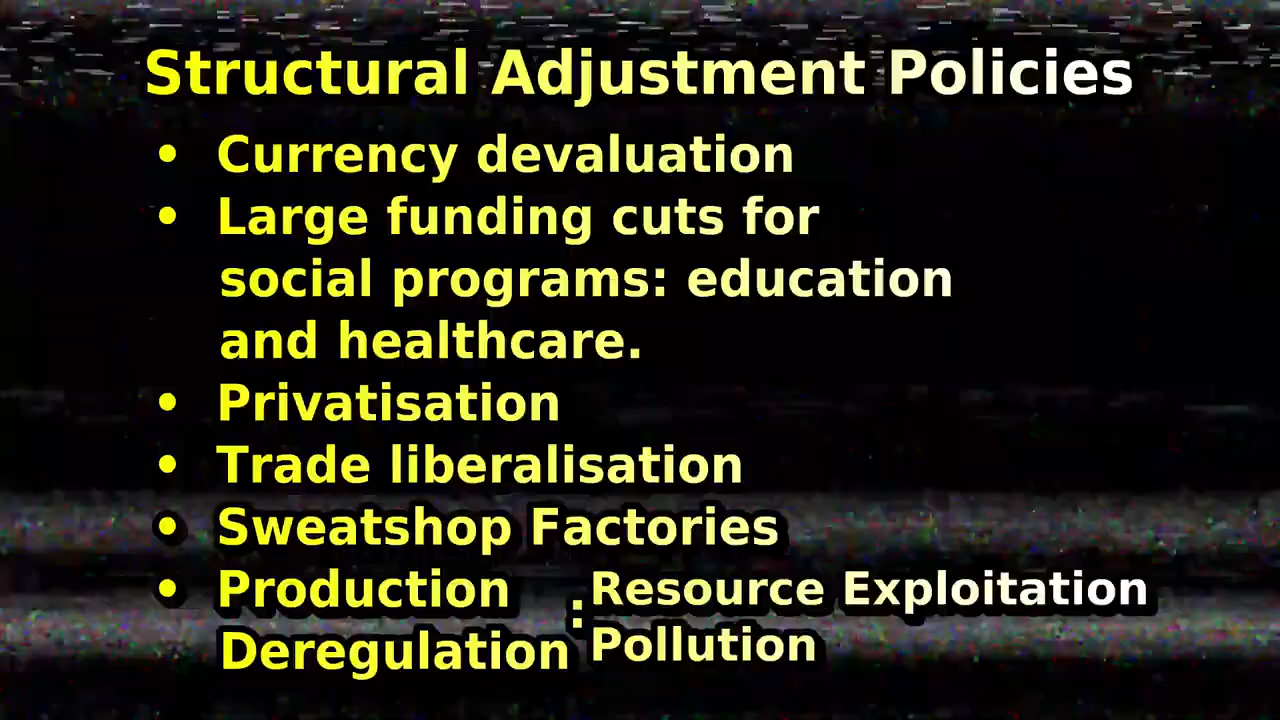 Structural Adjustment Policies
• Currency devaluation
• Large funding cuts for
social programs: education
and healthcare.
• Privatisation
• Trade liberalisation
• Sweatshop Factories
• Production : Resource Exploitation
Deregulation Pollution